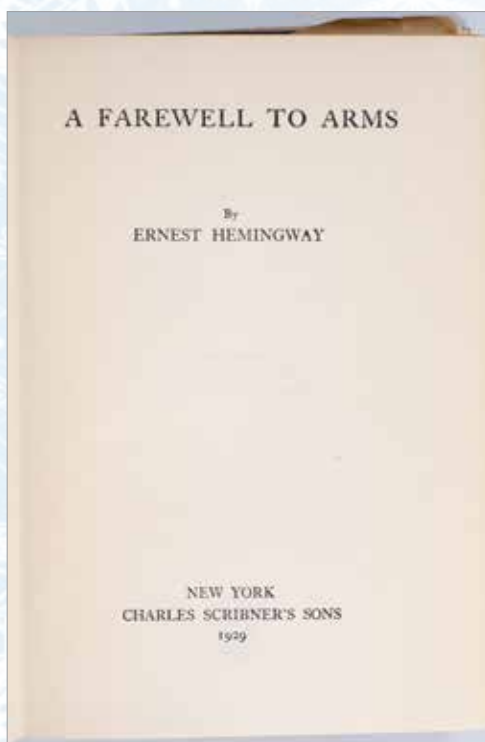 A FAREWELL TO ARMS
By
ERNEST HEMINGWAY
NEW YORK
CHARLES SCRIBNER'S SONS
1929